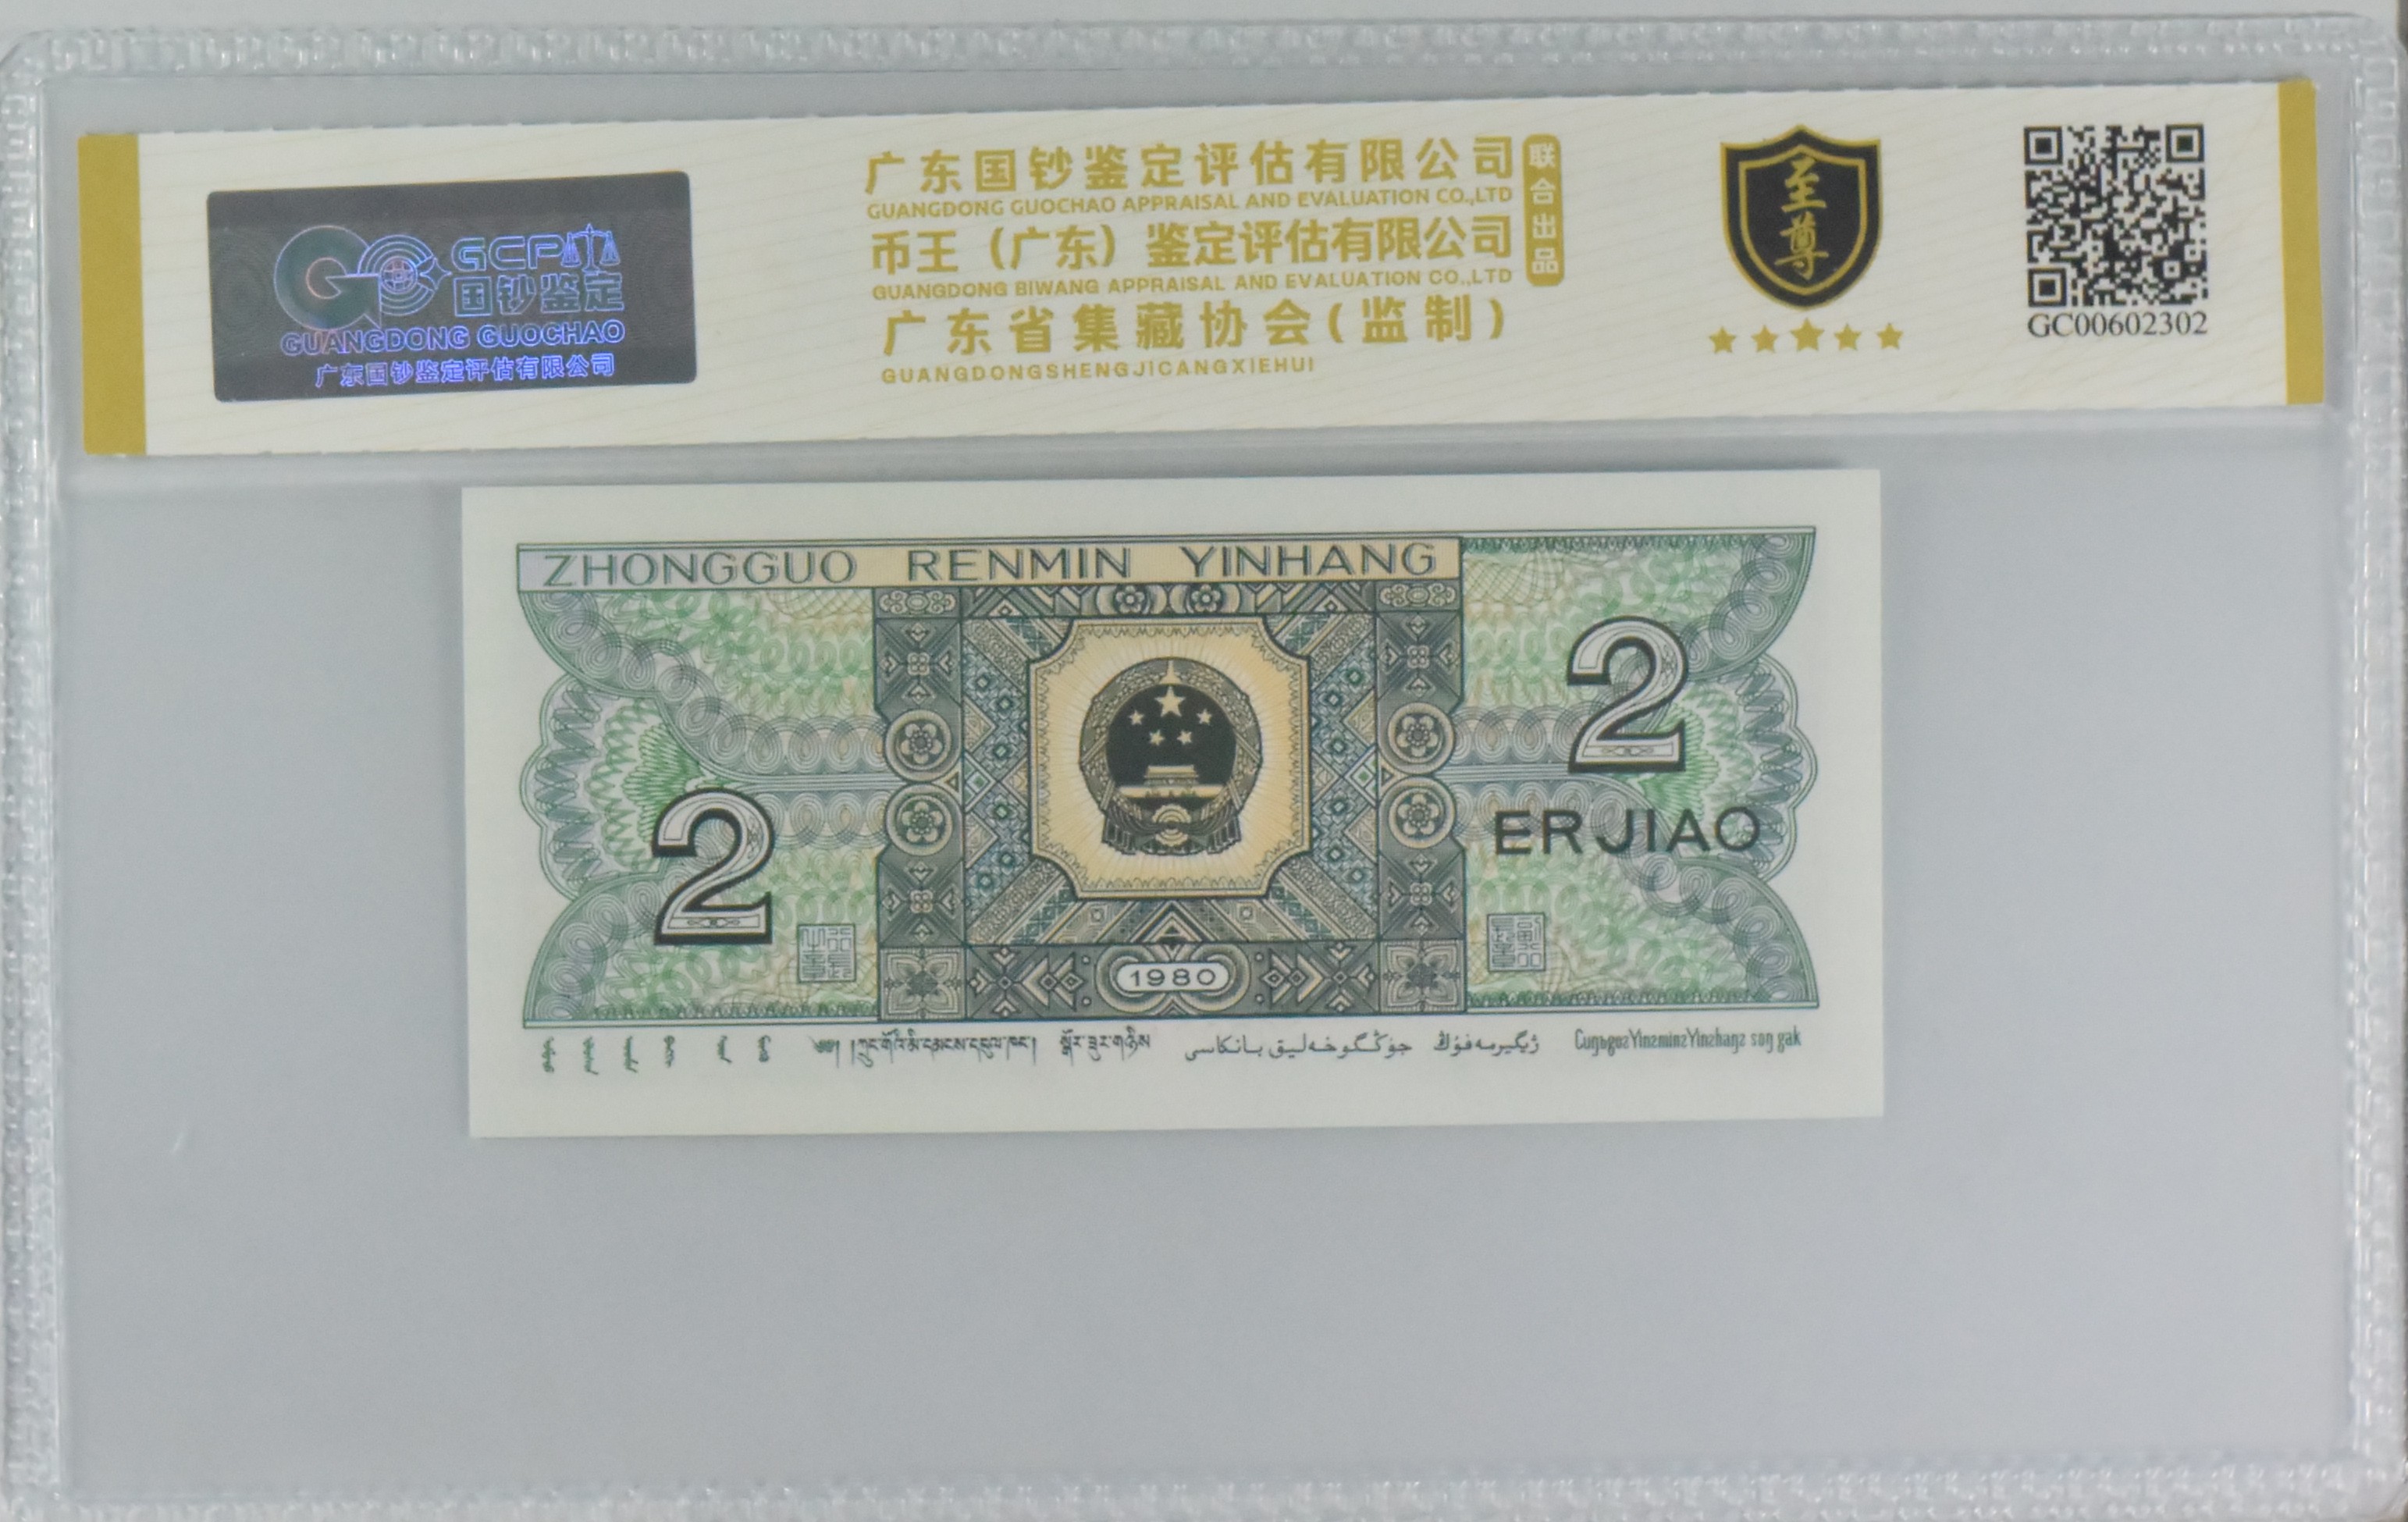 GCP
国钞鉴定
GUANGDONG GUOCHAO
广东国钞鉴定评估有限公司
广东国钞鉴定评估有限公司
GUANGDONG GUOCHAO APPRAISAL AND EVALUATION CO.,LTD
币王（广东）鉴定评估有限公司
GUANGDONG BIWANG APPRAISAL AND EVALUATION CO.,LTD
广东省集藏协会(监制)
GUANGDONGSHENGJICANGXIEHUI
联合出品
至尊
GC00602302
ZHONGGUO RENMIN YINHANG
2
ERJIAO
2
1980
جۇڭگو خەلىق بانكىسى